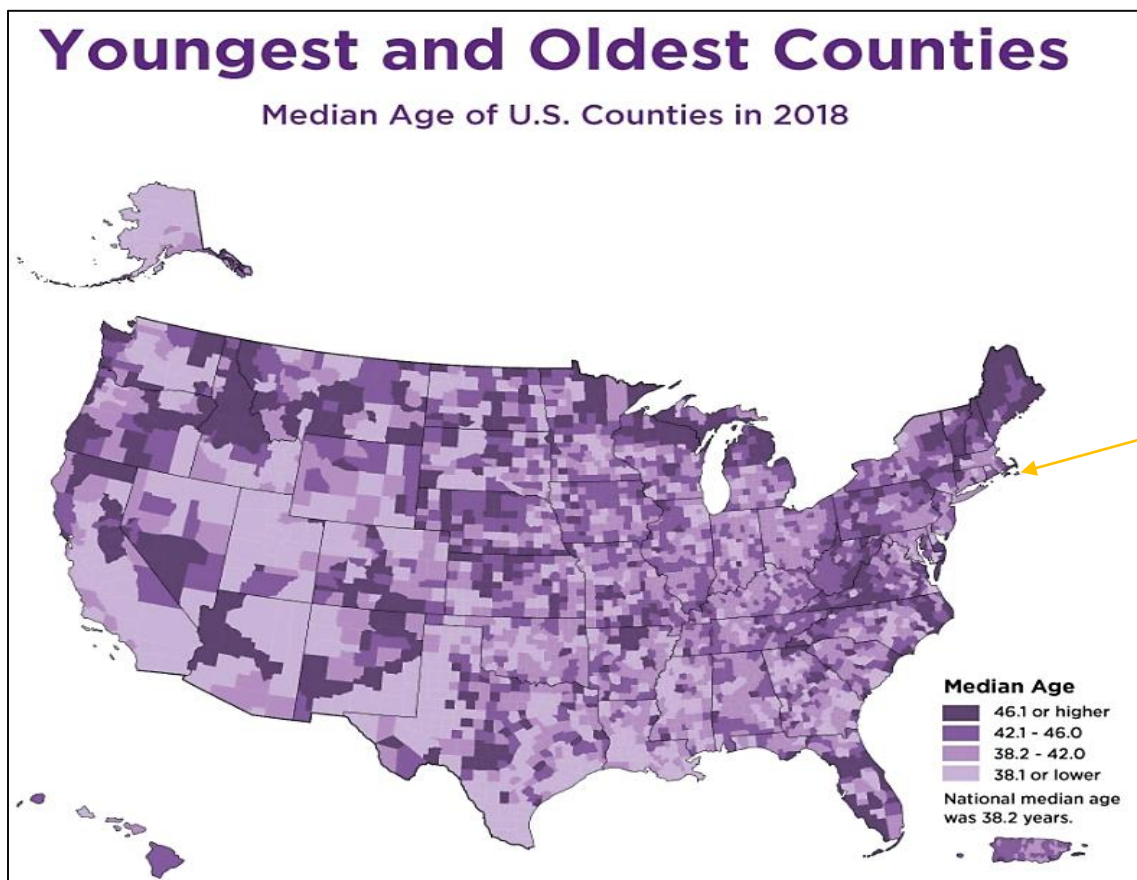 Youngest and Oldest Counties
Median Age of U.S. Counties in 2018
Median Age
46.1 or higher
42.1 - 46.0
38.2 - 42.0
38.1 or lower
National median age
was 38.2 years.